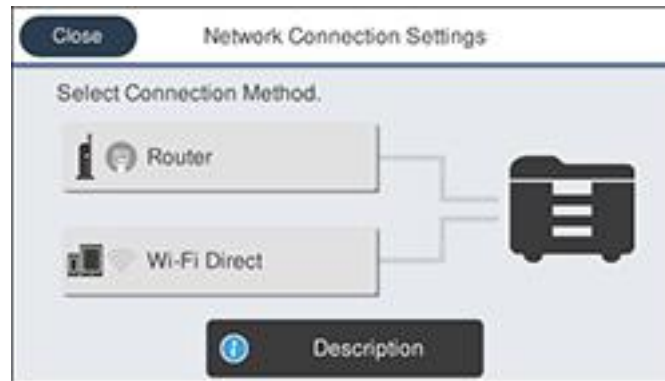 Close
Network Connection Settings
Select Connection Method.
Router
Wi-Fi Direct
Description